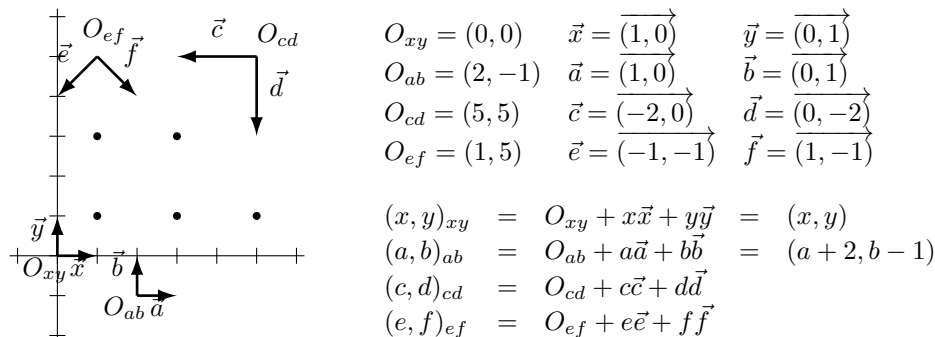 O_{ef} \vec{c} O_{cd}
\vec{e} \vec{f}
\vec{d}
\vec{y}
O_{xy} \vec{x} \vec{b}
O_{ab} \vec{a}
O_{xy} = (0, 0) \vec{x} = \overrightarrow{(1, 0)} \vec{y} = \overrightarrow{(0, 1)}
O_{ab} = (2, −1) \vec{a} = \overrightarrow{(1, 0)} \vec{b} = \overrightarrow{(0, 1)}
O_{cd} = (5, 5) \vec{c} = \overrightarrow{(−2, 0)} \vec{d} = \overrightarrow{(0, −2)}
O_{ef} = (1, 5) \vec{e} = \overrightarrow{(−1, −1)} \vec{f} = \overrightarrow{(1, −1)}
(x, y)_{xy} = O_{xy} + x\vec{x} + y\vec{y} = (x, y)
(a, b)_{ab} = O_{ab} + a\vec{a} + b\vec{b} = (a + 2, b − 1)
(c, d)_{cd} = O_{cd} + c\vec{c} + d\vec{d}
(e, f)_{ef} = O_{ef} + e\vec{e} + f\vec{f}